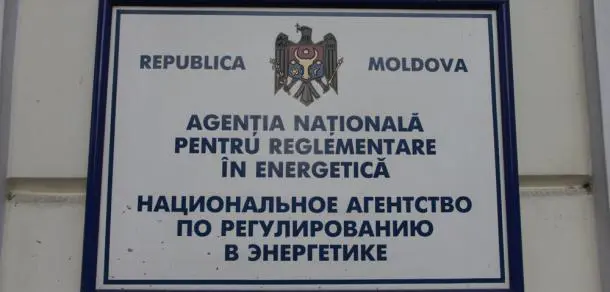 REPUBLICA MOLDOVA
AGENȚIA NAȚIONALĂ
PENTRU REGLEMENTARE
ÎN ENERGETICĂ
НАЦИОНАЛЬНОЕ АГЕНТСТВО
ПО РЕГУЛИРОВАНИЮ
В ЭНЕРГЕТИКЕ